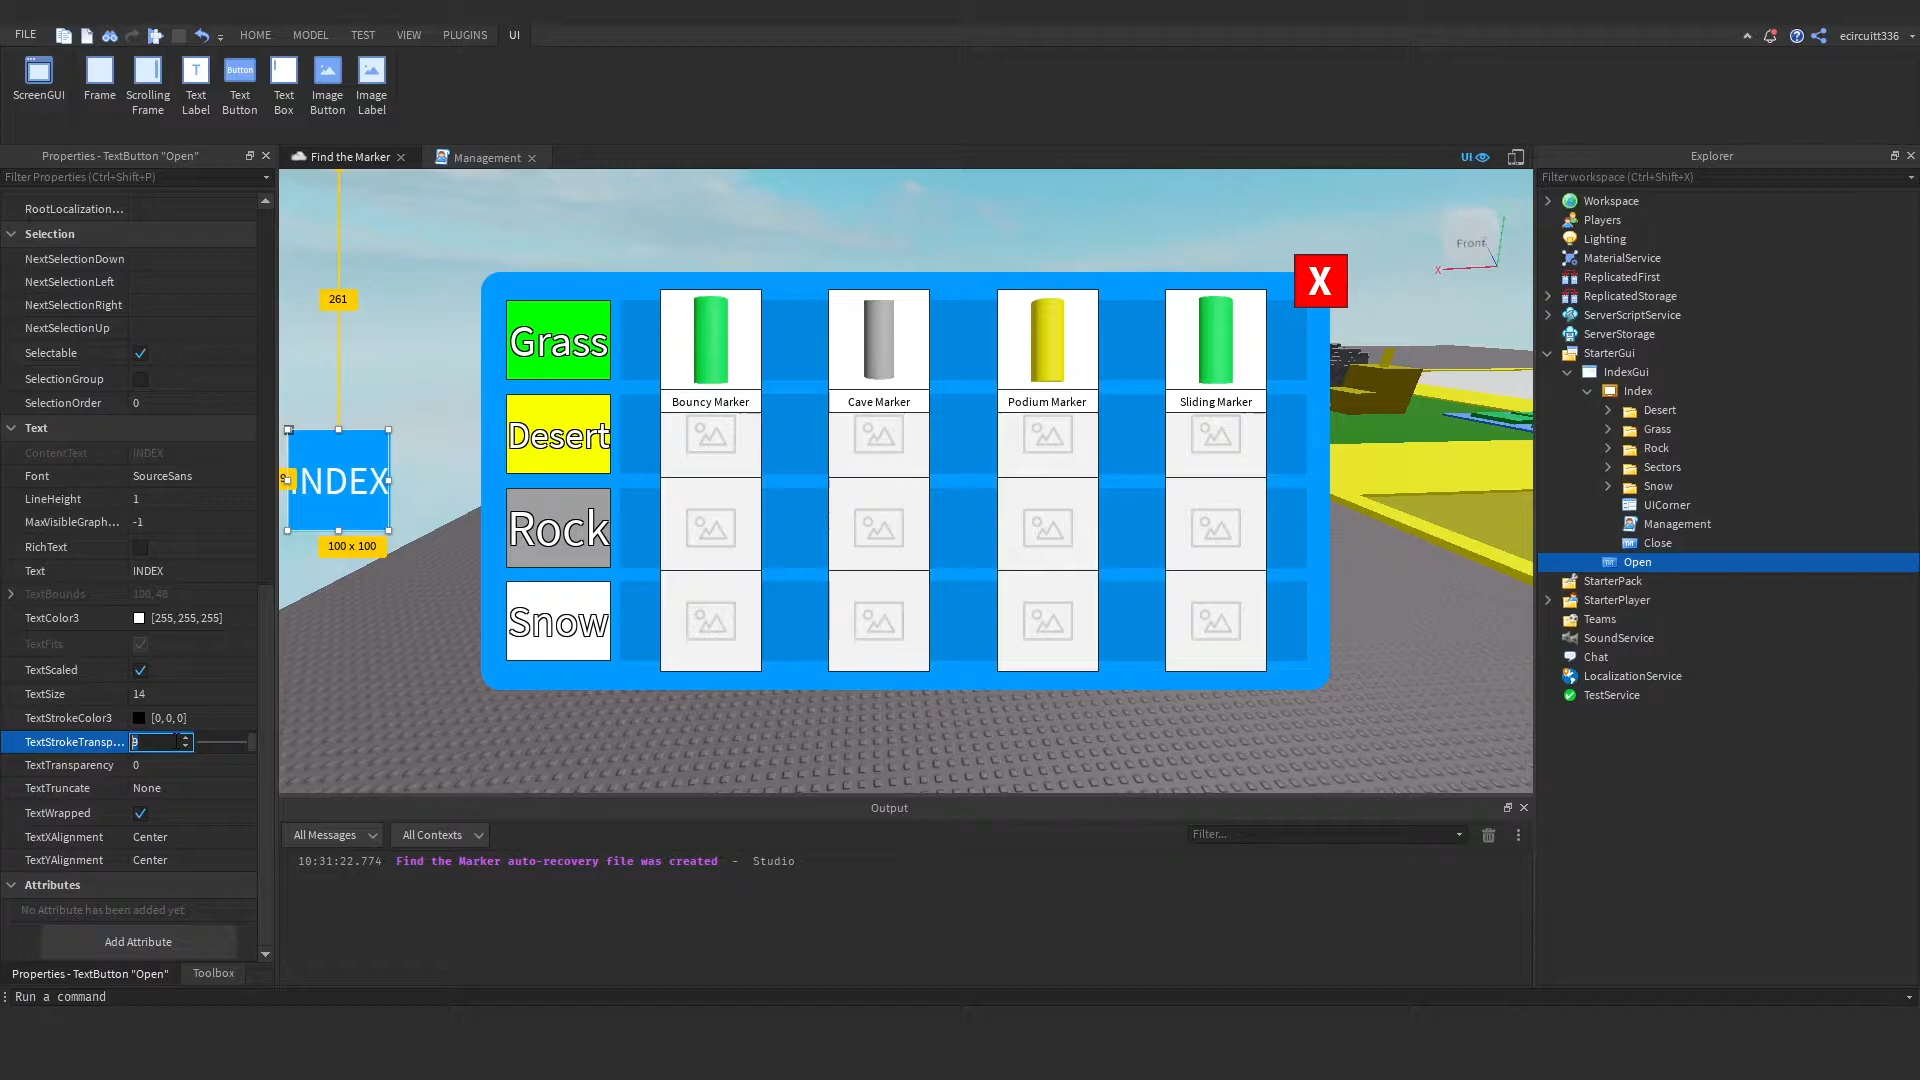 FILE HOME MODEL TEST VIEW PLUGINS UI ecircuitt336
ScreenGUI Frame Scrolling Frame Text Label Text Button Text Box Image Button Image Label
T Button
Properties - TextButton "Open"
Find the Marker
Management
UI
Explorer
Filter Properties (Ctrl+Shift+P)
Filter workspace (Ctrl+Shift+X)
RootLocalization...
Selection
NextSelectionDown
NextSelectionLeft
NextSelectionRight
NextSelectionUp
Selectable
SelectionGroup
SelectionOrder 0
Text
ContentText INDEX
Font SourceSans
LineHeight 1
MaxVisibleGraph... -1
RichText
Text INDEX
TextBounds 100, 48
TextColor3 [255, 255, 255]
TextFits
TextScaled
TextSize 14
TextStrokeColor3 [0, 0, 0]
TextStrokeTransp...
TextTransparency 0
TextTruncate None
TextWrapped
TextXAlignment Center
TextYAlignment Center
Attributes
No Attribute has been added yet
Add Attribute
Properties - TextButton "Open" Toolbox
Run a command
261
INDEX
100 x 100
Front
X
X
Grass
Desert
Rock
Snow
Bouncy Marker
Cave Marker
Podium Marker
Sliding Marker
Output
All Messages All Contexts Filter...
10:31:22.774 Find the Marker auto-recovery file was created - Studio
Workspace
Players
Lighting
MaterialService
ReplicatedFirst
ReplicatedStorage
ServerScriptService
ServerStorage
StarterGui
IndexGui
Index
Desert
Grass
Rock
Sectors
Snow
UICorner
Management
Close
Open
StarterPack
StarterPlayer
Teams
SoundService
Chat
LocalizationService
TestService